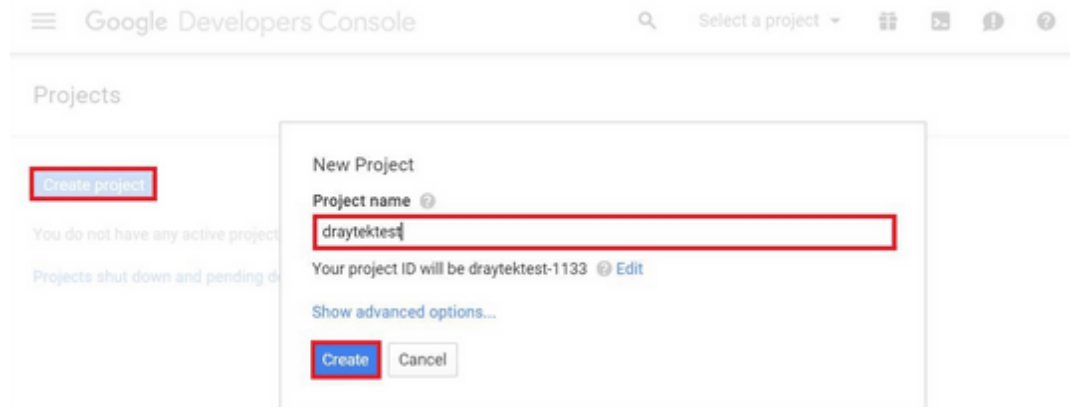 Google Developers Console
Select a project
Projects
Create project
You do not have any active project
Projects shut down and pending de
New Project
Project name
draytektest
Your project ID will be draytektest-1133 Edit
Show advanced options...
Create Cancel